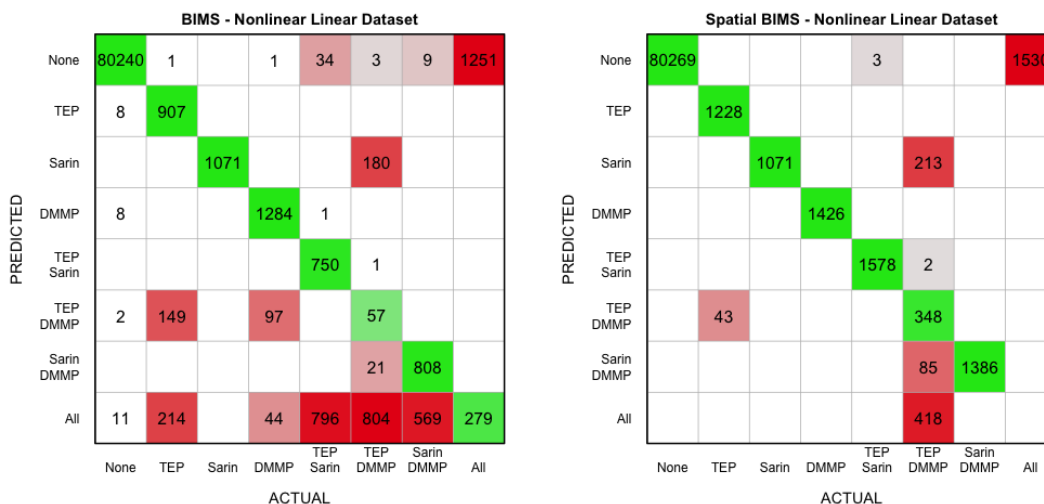 BIMS - Nonlinear Linear Dataset
None 80240 1 1 34 3 9 1251
TEP 8 907
Sarin 1071 180
DMMP 8 1284 1
TEP
Sarin 750 1
TEP
DMMP 2 149 97 57
Sarin
DMMP 21 808
All 11 214 44 796 804 569 279
None TEP Sarin DMMP TEP Sarin TEP DMMP Sarin DMMP All
PREDICTED
ACTUAL
Spatial BIMS - Nonlinear Linear Dataset
None 80269 3 1530
TEP 1228
Sarin 1071 213
DMMP 1426
TEP
Sarin 1578 2
TEP
DMMP 43 348
Sarin
DMMP 85 1386
All 418
None TEP Sarin DMMP TEP Sarin TEP DMMP Sarin DMMP All
PREDICTED
ACTUAL